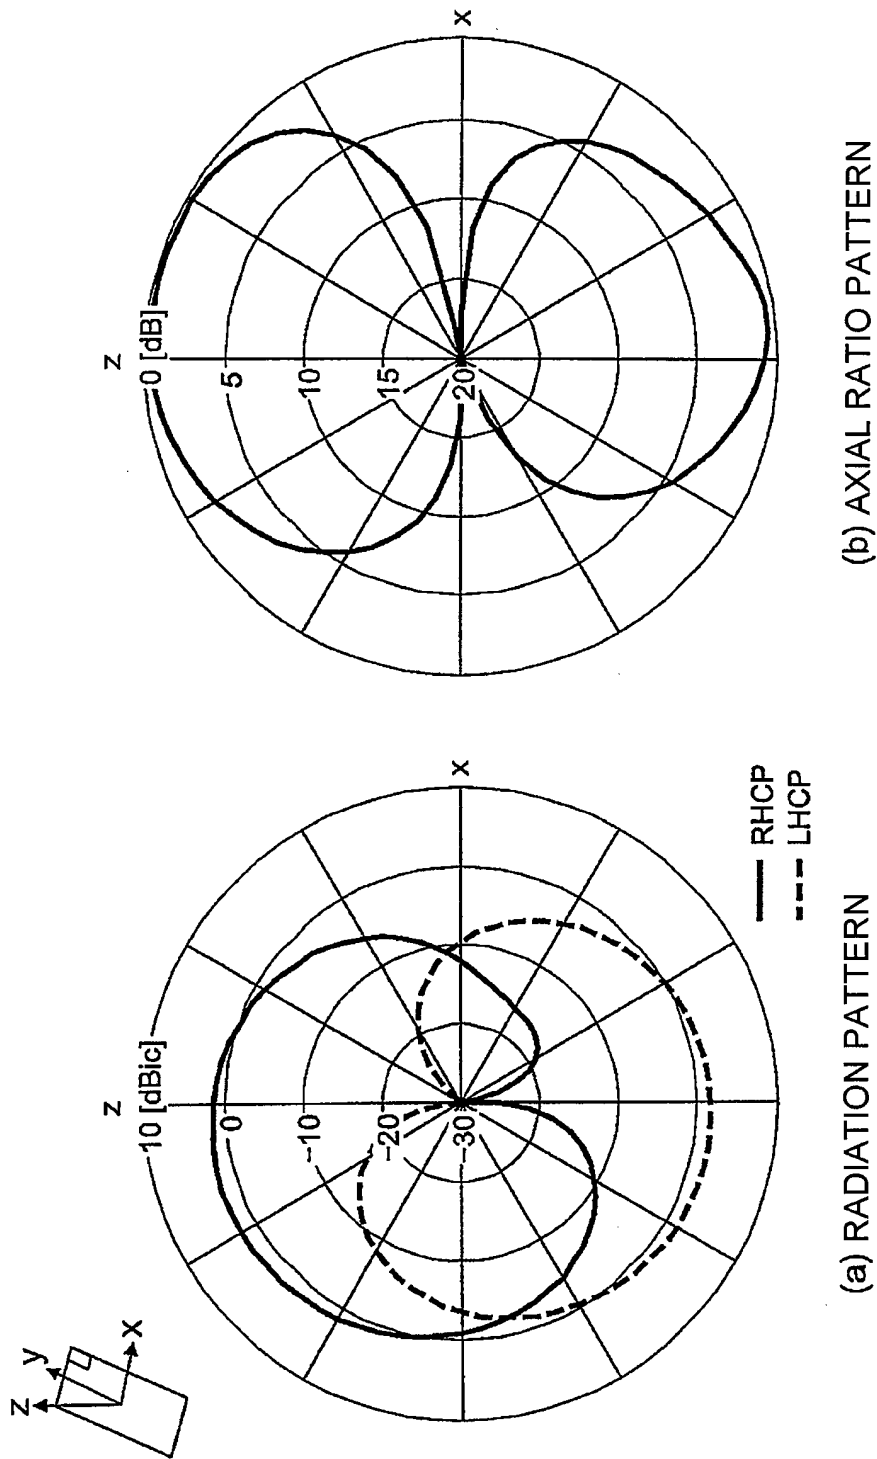 z
y
x
z
10 [dBic]
0
-10
-20
-30
x
RHCP
LHCP
(a) RADIATION PATTERN
z
0 [dB]
5
10
15
20
x
(b) AXIAL RATIO PATTERN